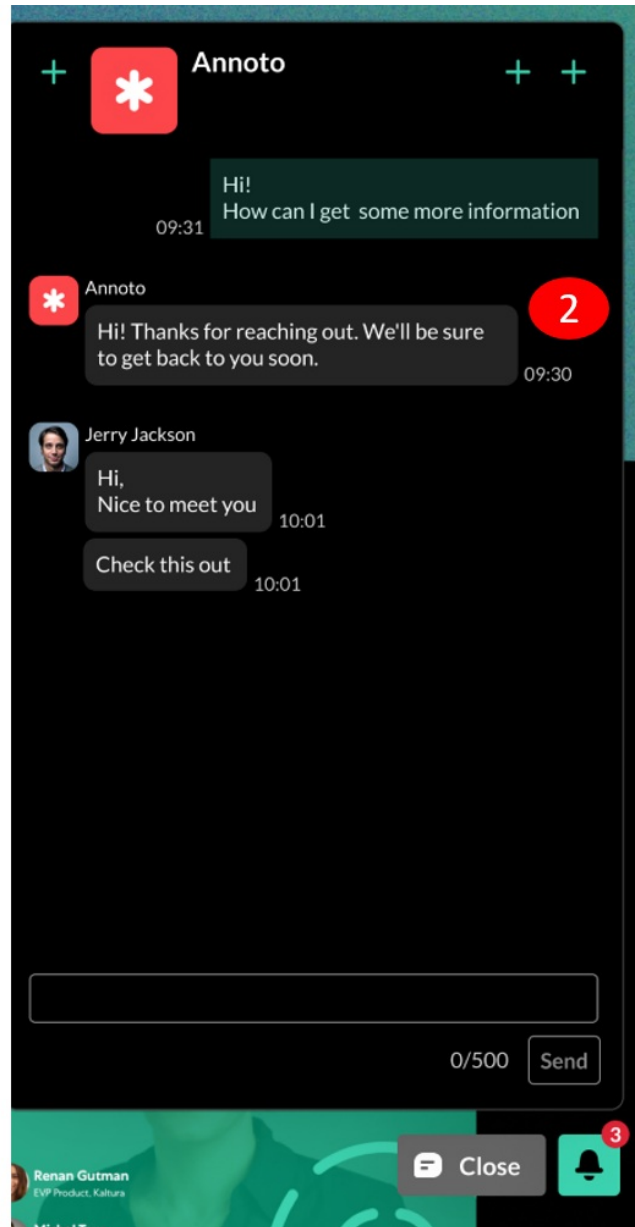 Annoto
Hi!
How can I get some more information
09:31
Annoto
2
Hi! Thanks for reaching out. We'll be sure
to get back to you soon.
09:30
Jerry Jackson
Hi,
Nice to meet you
10:01
Check this out
10:01
0/500
Send
3
Close
Renan Gutman
EVP Product, Kaltura